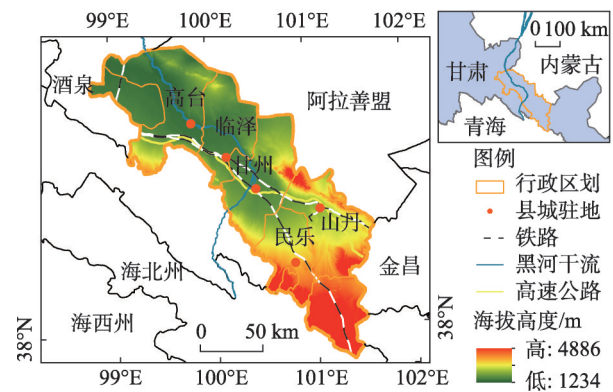 99°E 100°E 101°E 102°E
酒泉
高台
临泽
阿拉善盟
甘州
山丹
民乐
金昌
海北州
海西州
38°N
38°N
0 50 km
99°E 100°E 101°E 102°E
0 100 km
甘肃
内蒙古
青海
图例
行政区划
县城驻地
铁路
黑河干流
高速公路
海拔高度/m
高: 4886
低: 1234